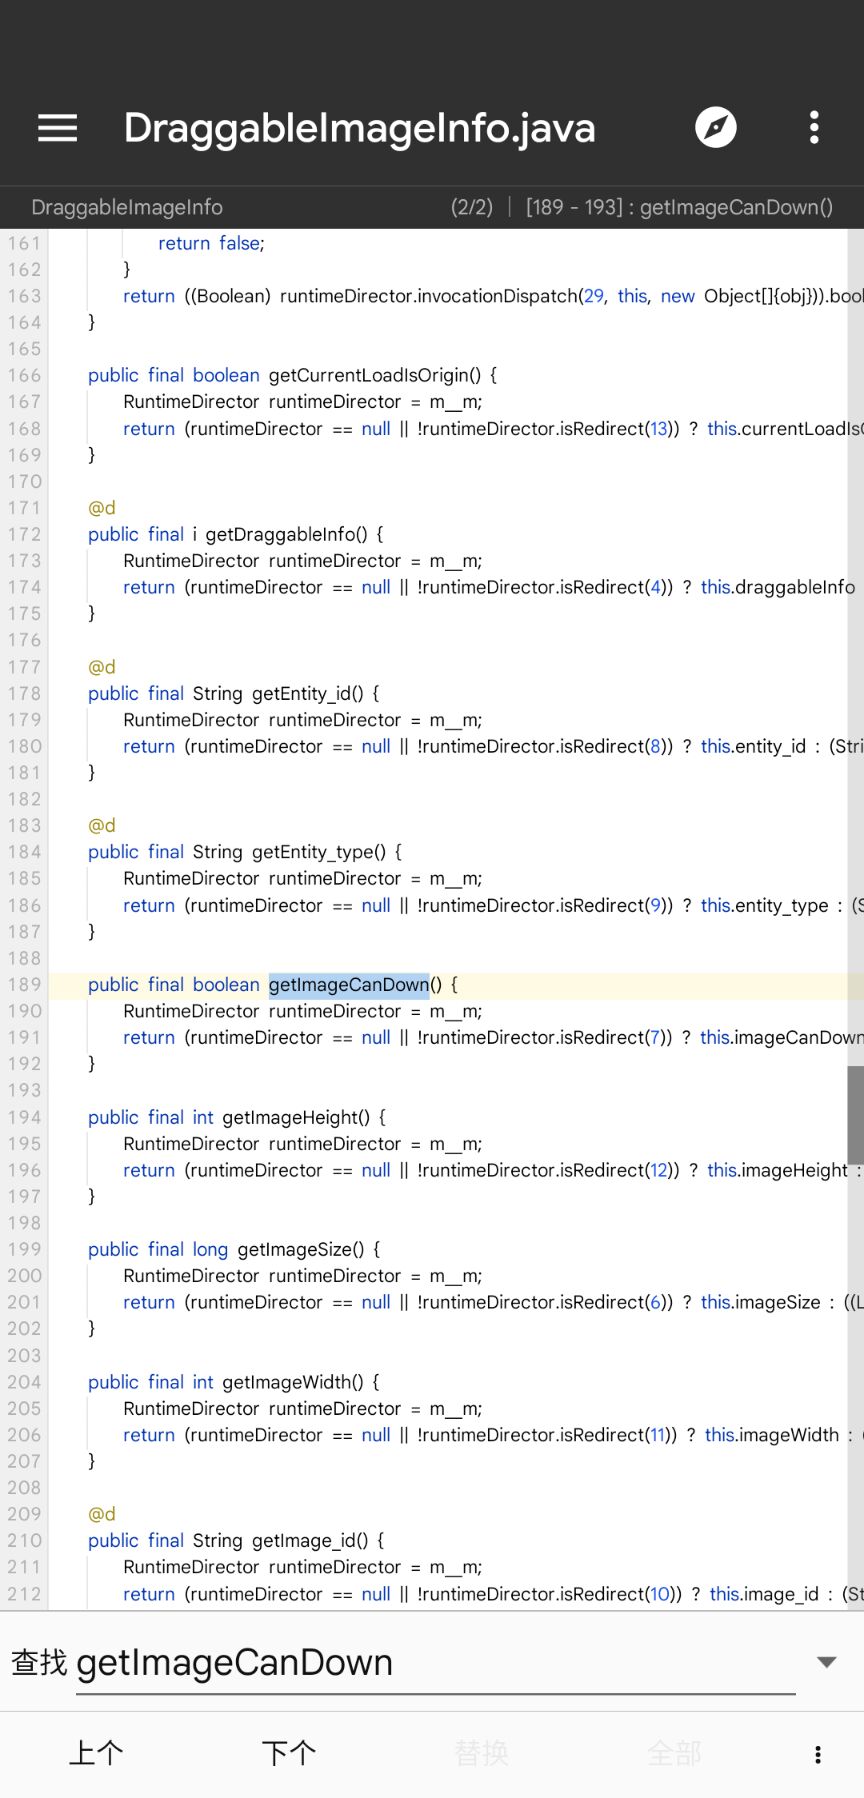 DraggableImageInfo.java
DraggableImageInfo (2/2) | [189 - 193] : getImageCanDown()
161 return false;
162 }
163 return ((Boolean) runtimeDirector.invocationDispatch(29, this, new Object[]{obj})).bool
164 }
165
166 public final boolean getCurrentLoadIsOrigin() {
167 RuntimeDirector runtimeDirector = m__m;
168 return (runtimeDirector == null || !runtimeDirector.isRedirect(13)) ? this.currentLoadIsO
169 }
170
171 @d
172 public final i getDraggableInfo() {
173 RuntimeDirector runtimeDirector = m__m;
174 return (runtimeDirector == null || !runtimeDirector.isRedirect(4)) ? this.draggableInfo
175 }
176
177 @d
178 public final String getEntity_id() {
179 RuntimeDirector runtimeDirector = m__m;
180 return (runtimeDirector == null || !runtimeDirector.isRedirect(8)) ? this.entity_id : (Stri
181 }
182
183 @d
184 public final String getEntity_type() {
185 RuntimeDirector runtimeDirector = m__m;
186 return (runtimeDirector == null || !runtimeDirector.isRedirect(9)) ? this.entity_type : (S
187 }
188
189 public final boolean getImageCanDown() {
190 RuntimeDirector runtimeDirector = m__m;
191 return (runtimeDirector == null || !runtimeDirector.isRedirect(7)) ? this.imageCanDown
192 }
193
194 public final int getImageHeight() {
195 RuntimeDirector runtimeDirector = m__m;
196 return (runtimeDirector == null || !runtimeDirector.isRedirect(12)) ? this.imageHeight :
197 }
198
199 public final long getImageSize() {
200 RuntimeDirector runtimeDirector = m__m;
201 return (runtimeDirector == null || !runtimeDirector.isRedirect(6)) ? this.imageSize : ((L
202 }
203
204 public final int getImageWidth() {
205 RuntimeDirector runtimeDirector = m__m;
206 return (runtimeDirector == null || !runtimeDirector.isRedirect(11)) ? this.imageWidth : (
207 }
208
209 @d
210 public final String getImage_id() {
211 RuntimeDirector runtimeDirector = m__m;
212 return (runtimeDirector == null || !runtimeDirector.isRedirect(10)) ? this.image_id : (St
查找 getImageCanDown
上个 下个 替换 全部